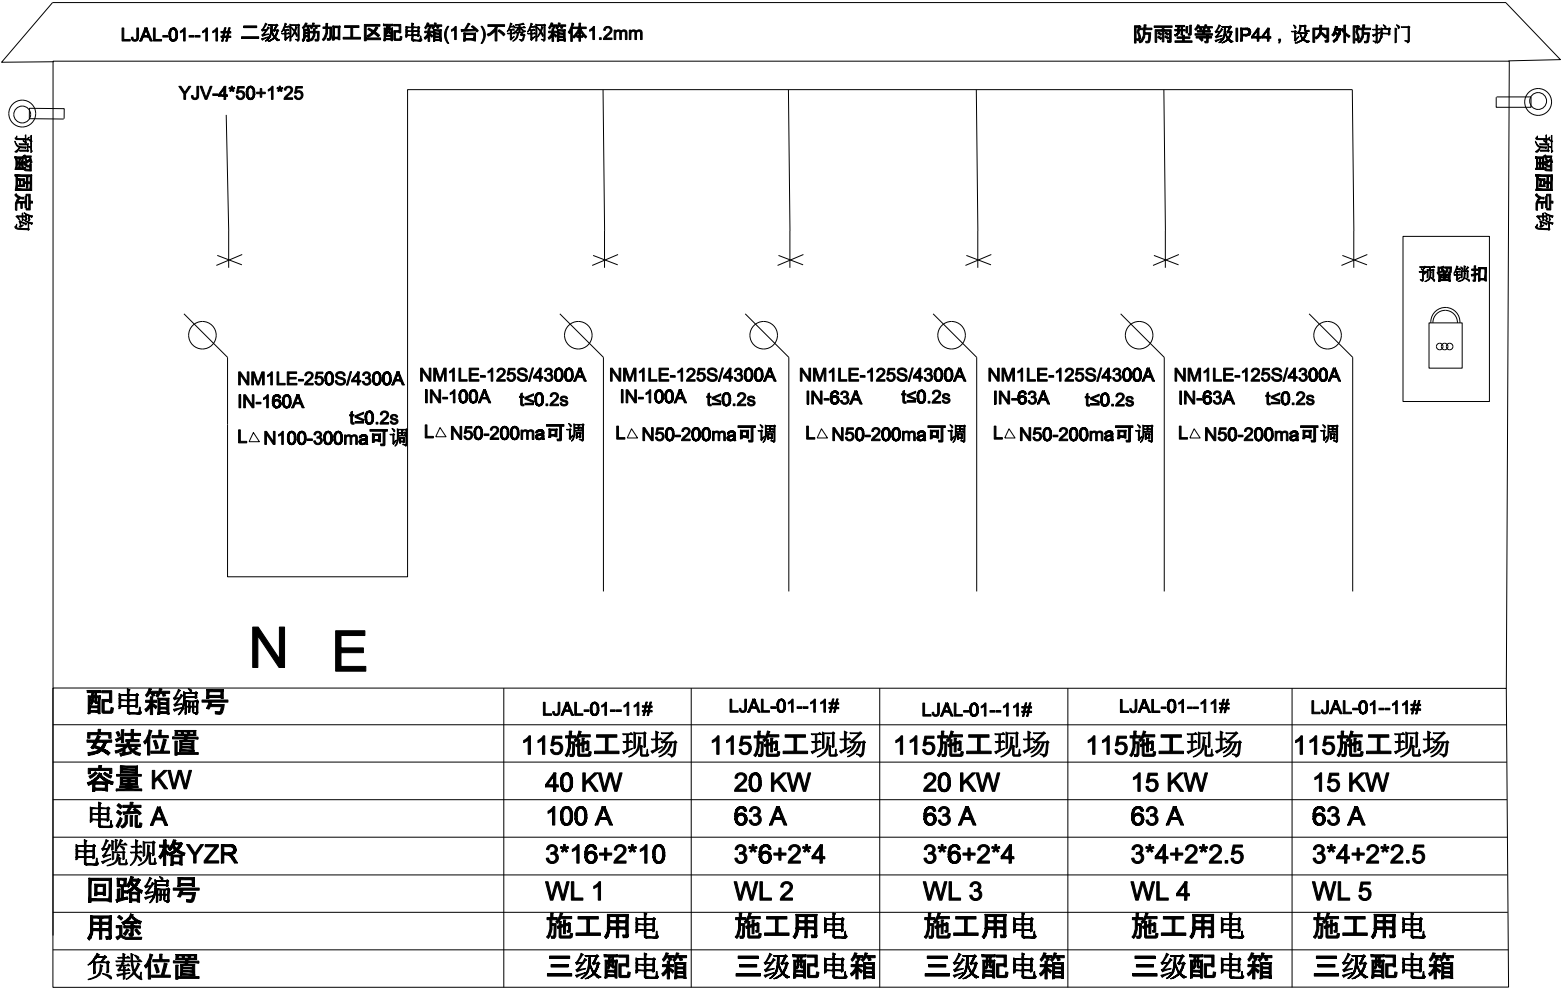 LJAL-01--11# 二级钢筋加工区配电箱(1台)不锈钢箱体1.2mm
防雨型等级IP44，设内外防护门
YJV-4*50+1*25
预留固定钩
预留固定钩
预留锁扣
NM1LE-250S/4300A
IN-160A
t≤0.2s
L△N100-300ma可调
NM1LE-125S/4300A
IN-100A t≤0.2s
L△N50-200ma可调
NM1LE-125S/4300A
IN-100A t≤0.2s
L△N50-200ma可调
NM1LE-125S/4300A
IN-63A t≤0.2s
L△N50-200ma可调
NM1LE-125S/4300A
IN-63A t≤0.2s
L△N50-200ma可调
NM1LE-125S/4300A
IN-63A t≤0.2s
L△N50-200ma可调
N E
配电箱编号 LJAL-01--11# LJAL-01--11# LJAL-01--11# LJAL-01--11# LJAL-01--11#
安装位置 115施工现场 115施工现场 115施工现场 115施工现场 115施工现场
容量 KW 40 KW 20 KW 20 KW 15 KW 15 KW
电流 A 100 A 63 A 63 A 63 A 63 A
电缆规格YZR 3*16+2*10 3*6+2*4 3*6+2*4 3*4+2*2.5 3*4+2*2.5
回路编号 WL 1 WL 2 WL 3 WL 4 WL 5
用途 施工用电 施工用电 施工用电 施工用电 施工用电
负载位置 三级配电箱 三级配电箱 三级配电箱 三级配电箱 三级配电箱